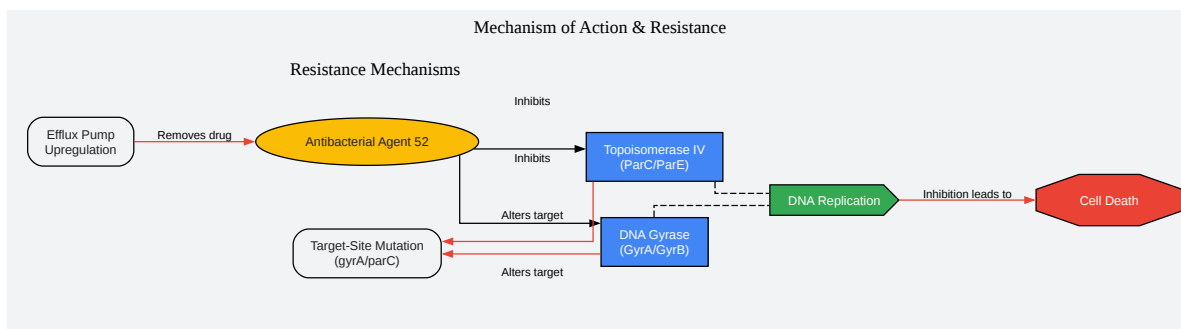 Mechanism of Action & Resistance
Resistance Mechanisms
Inhibits
Efflux Pump
Upregulation
Removes drug
Antibacterial Agent 52
Inhibits
Topoisomerase IV
(ParC/ParE)
DNA Replication
Inhibition leads to
Cell Death
Alters target
Target-Site Mutation
(gyrA/parC)
DNA Gyrase
(GyrA/GyrB)
Alters target